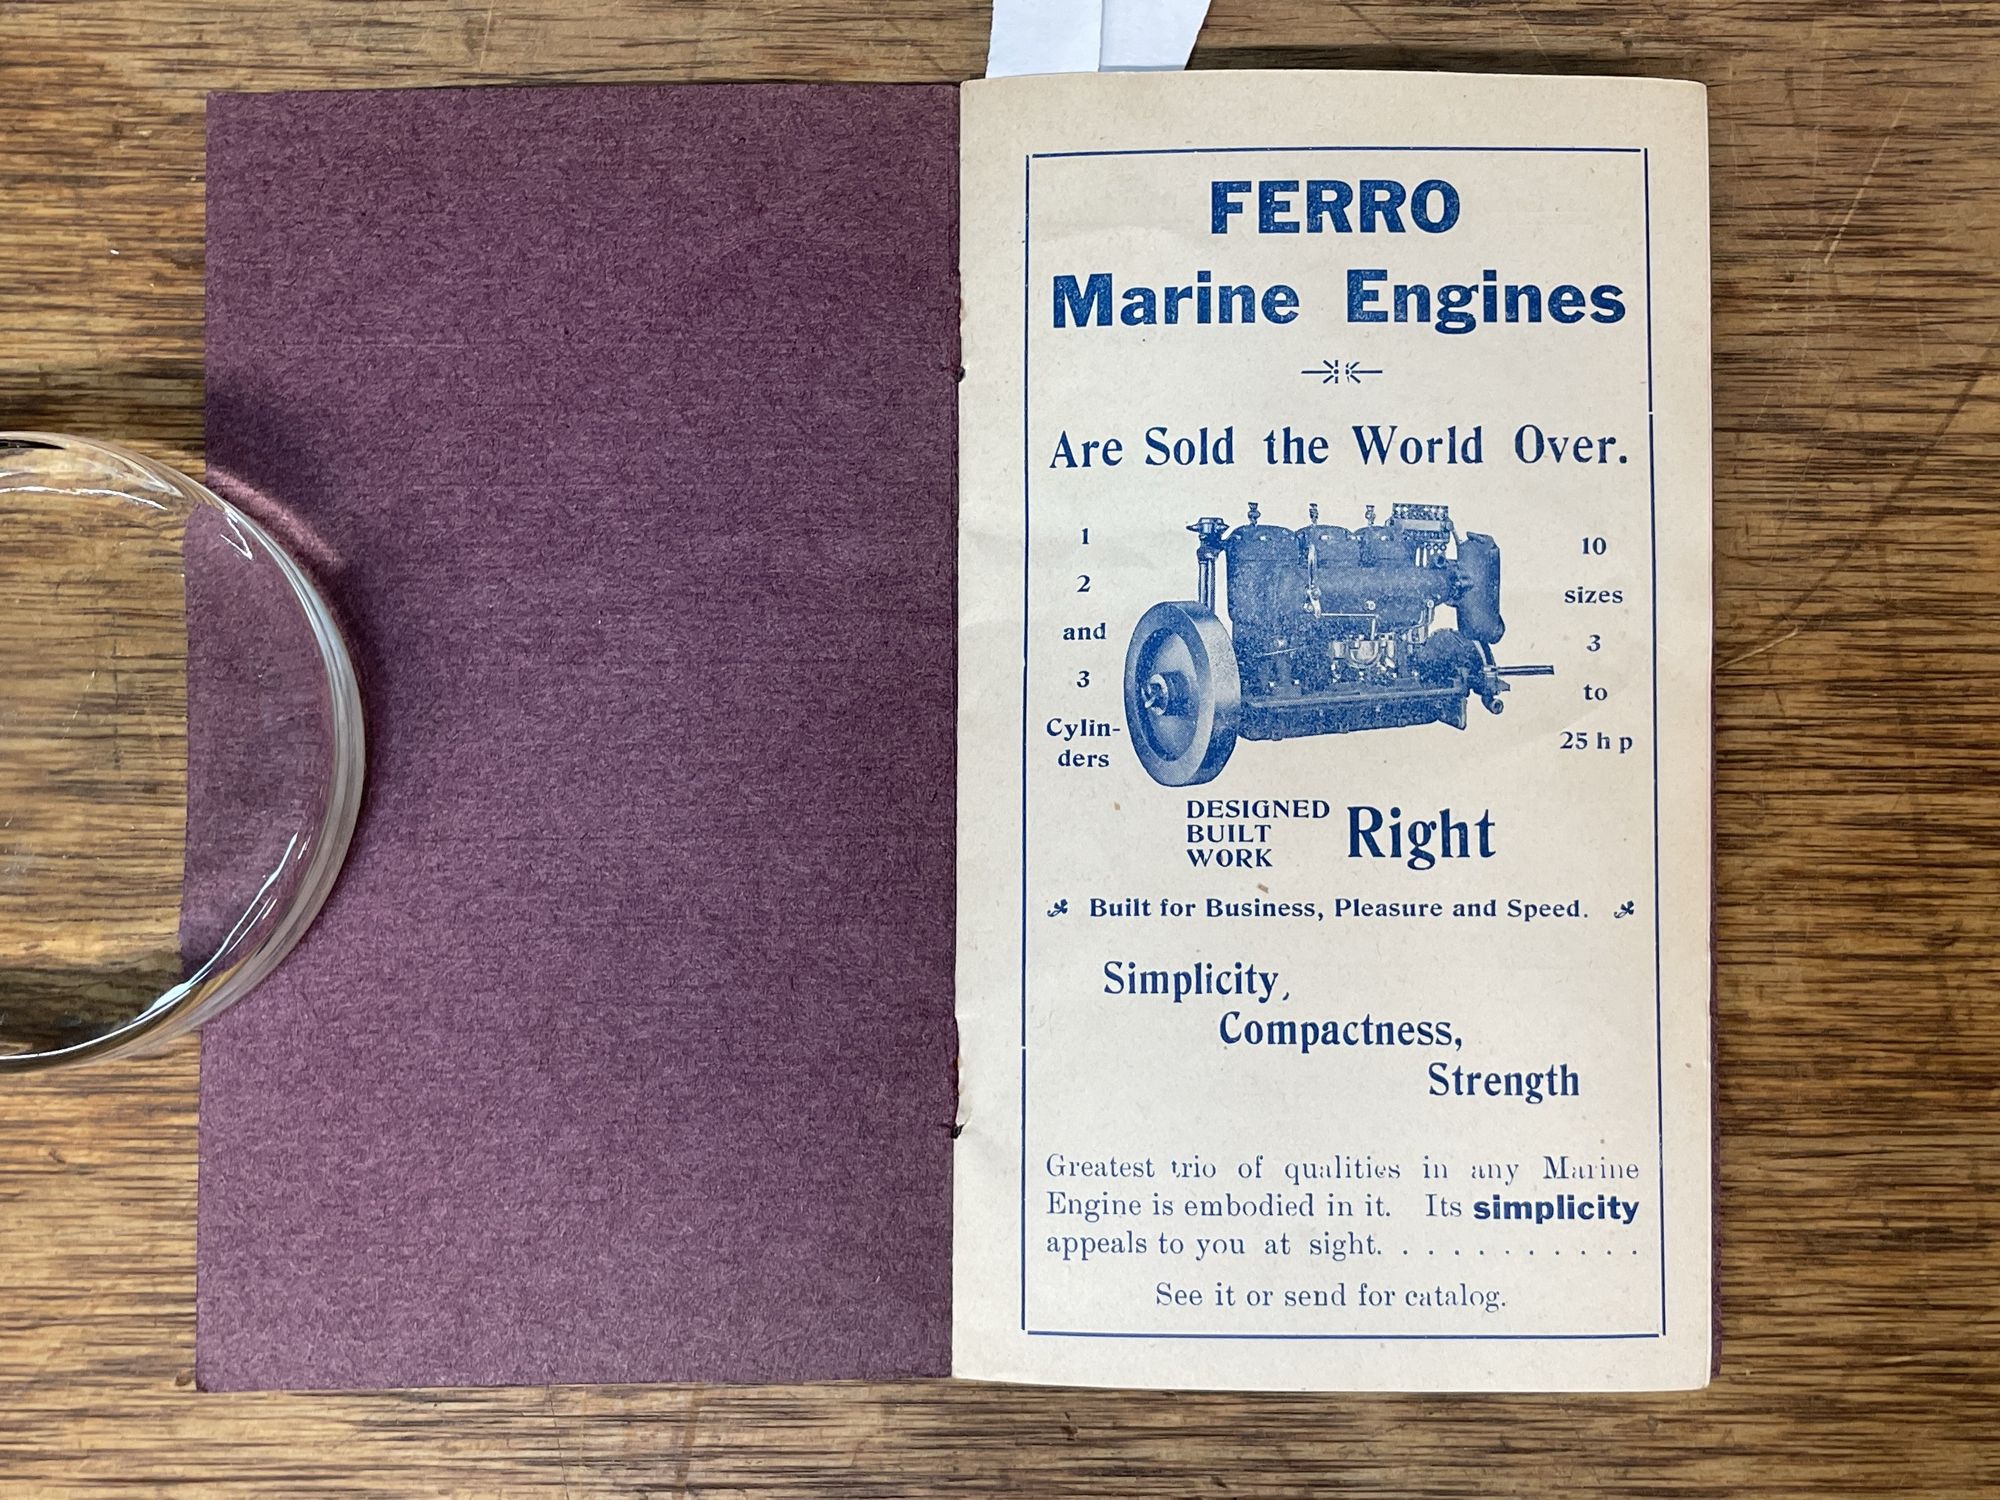 FERRO
Marine Engines
Are Sold the World Over.
1
2
and
3
Cylin-
ders
10
sizes
3
to
25 h p
DESIGNED
BUILT
WORK
Right
Built for Business, Pleasure and Speed.
Simplicity,
Compactness,
Strength
Greatest trio of qualities in any Marine
Engine is embodied in it. Its simplicity
appeals to you at sight. . . . . . . . . . .
See it or send for catalog.